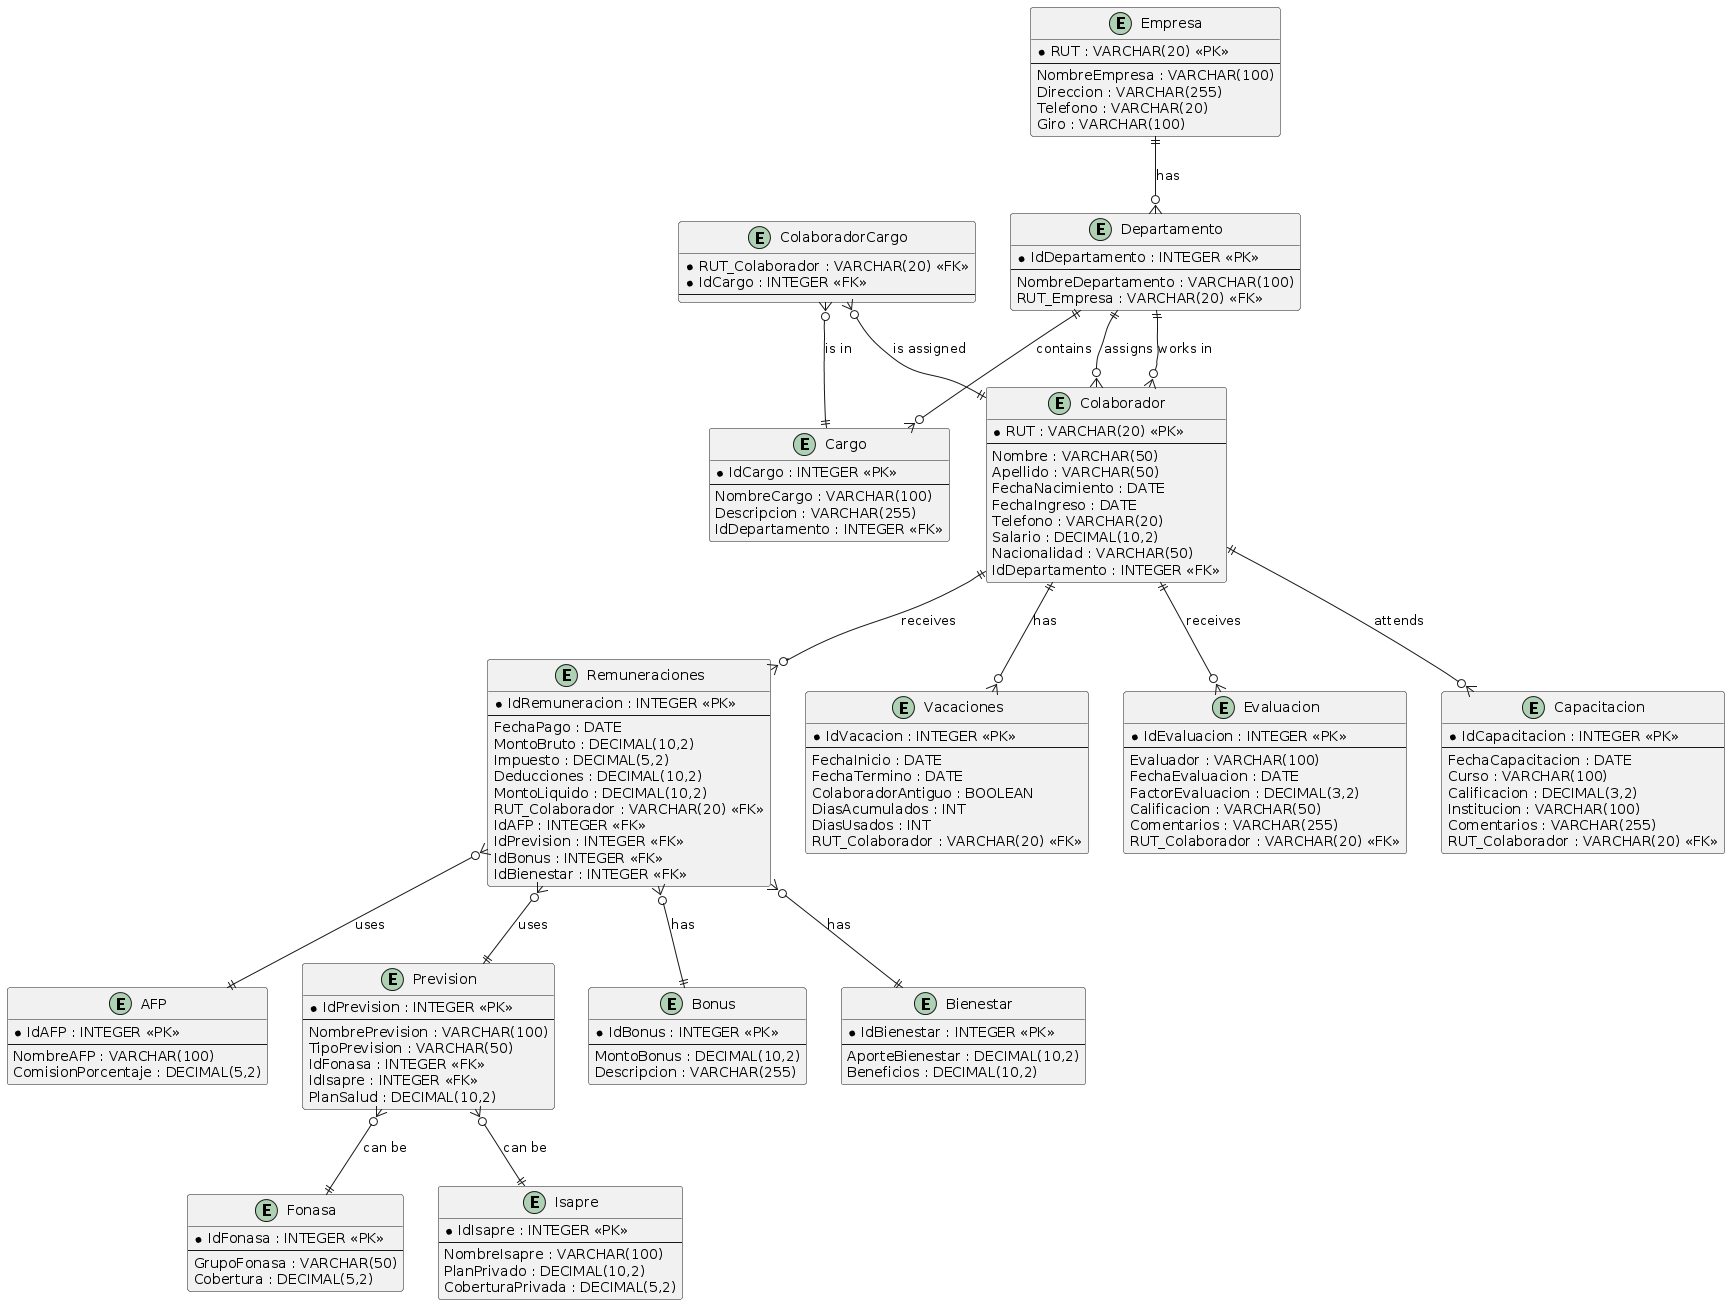 E Empresa
RUT : VARCHAR(20) «PK»
NombreEmpresa : VARCHAR(100)
Direccion : VARCHAR(255)
Telefono : VARCHAR(20)
Giro : VARCHAR(100)
has
E ColaboradorCargo
RUT_Colaborador : VARCHAR(20) «FK»
IdCargo : INTEGER «FK»
E Departamento
IdDepartamento : INTEGER «PK»
NombreDepartamento : VARCHAR(100)
RUT_Empresa : VARCHAR(20) «FK»
is in
is assigned
contains
assigns
works in
E Cargo
IdCargo : INTEGER «PK»
NombreCargo : VARCHAR(100)
Descripcion : VARCHAR(255)
IdDepartamento : INTEGER «FK»
E Colaborador
RUT : VARCHAR(20) «PK»
Nombre : VARCHAR(50)
Apellido : VARCHAR(50)
FechaNacimiento : DATE
FechaIngreso : DATE
Telefono : VARCHAR(20)
Salario : DECIMAL(10,2)
Nacionalidad : VARCHAR(50)
IdDepartamento : INTEGER «FK»
receives
has
receives
attends
E Remuneraciones
IdRemuneracion : INTEGER «PK»
FechaPago : DATE
MontoBruto : DECIMAL(10,2)
Impuesto : DECIMAL(5,2)
Deducciones : DECIMAL(10,2)
MontoLiquido : DECIMAL(10,2)
RUT_Colaborador : VARCHAR(20) «FK»
IdAFP : INTEGER «FK»
IdPrevision : INTEGER «FK»
IdBonus : INTEGER «FK»
IdBienestar : INTEGER «FK»
E Vacaciones
IdVacacion : INTEGER «PK»
FechaInicio : DATE
FechaTermino : DATE
ColaboradorAntiguo : BOOLEAN
DiasAcumulados : INT
DiasUsados : INT
RUT_Colaborador : VARCHAR(20) «FK»
E Evaluacion
IdEvaluacion : INTEGER «PK»
Evaluador : VARCHAR(100)
FechaEvaluacion : DATE
FactorEvaluacion : DECIMAL(3,2)
Calificacion : VARCHAR(50)
Comentarios : VARCHAR(255)
RUT_Colaborador : VARCHAR(20) «FK»
E Capacitacion
IdCapacitacion : INTEGER «PK»
FechaCapacitacion : DATE
Curso : VARCHAR(100)
Calificacion : DECIMAL(3,2)
Institucion : VARCHAR(100)
Comentarios : VARCHAR(255)
RUT_Colaborador : VARCHAR(20) «FK»
uses
uses
has
has
E AFP
IdAFP : INTEGER «PK»
NombreAFP : VARCHAR(100)
ComisionPorcentaje : DECIMAL(5,2)
E Prevision
IdPrevision : INTEGER «PK»
NombrePrevision : VARCHAR(100)
TipoPrevision : VARCHAR(50)
IdFonasa : INTEGER «FK»
IdIsapre : INTEGER «FK»
PlanSalud : DECIMAL(10,2)
E Bonus
IdBonus : INTEGER «PK»
MontoBonus : DECIMAL(10,2)
Descripcion : VARCHAR(255)
E Bienestar
IdBienestar : INTEGER «PK»
AporteBienestar : DECIMAL(10,2)
Beneficios : DECIMAL(10,2)
can be
can be
E Fonasa
IdFonasa : INTEGER «PK»
GrupoFonasa : VARCHAR(50)
Cobertura : DECIMAL(5,2)
E Isapre
IdIsapre : INTEGER «PK»
NombreIsapre : VARCHAR(100)
PlanPrivado : DECIMAL(10,2)
CoberturaPrivada : DECIMAL(5,2)